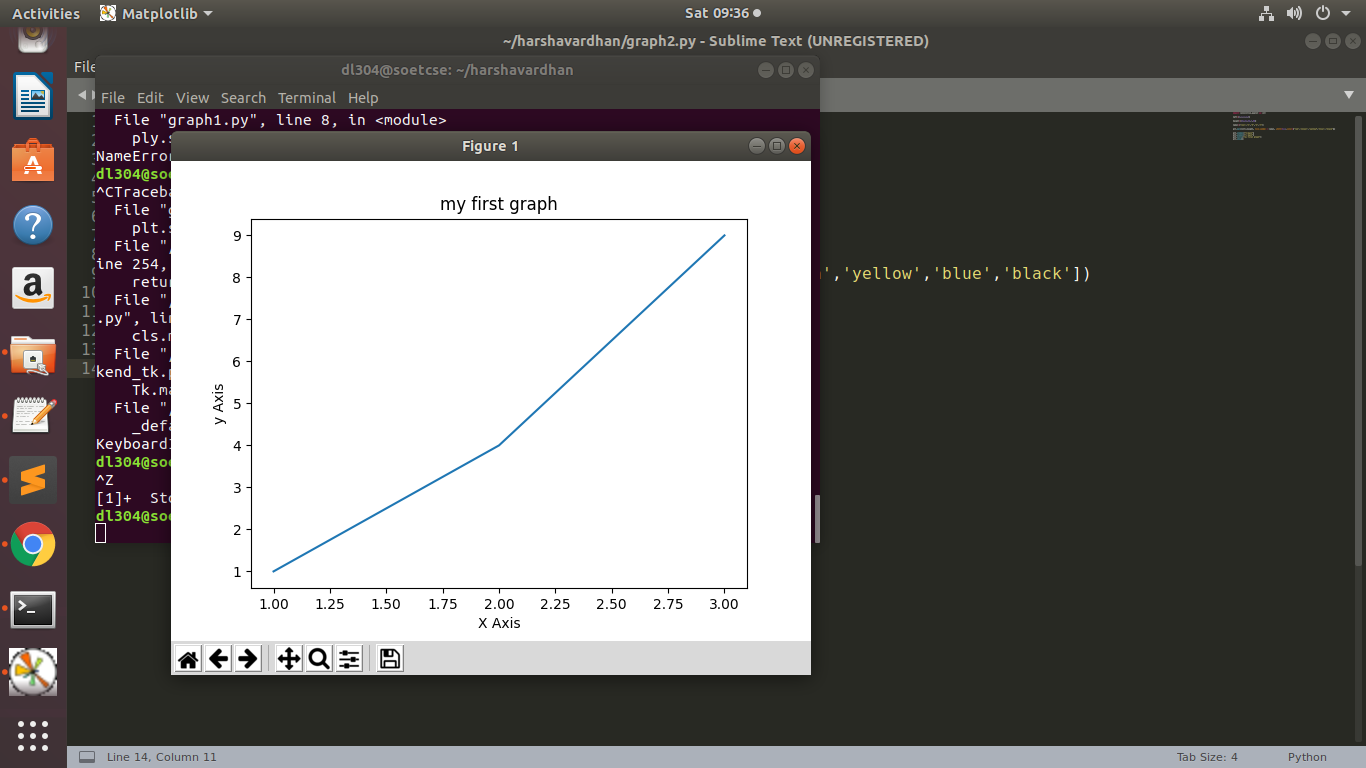 Activities Matplotlib Sat 09:36
~/harshavardhan/graph2.py - Sublime Text (UNREGISTERED)
File
dl304@soetcse: ~/harshavardhan
File Edit View Search Terminal Help
File "graph1.py", line 8, in <module>
ply.s
NameError
dl304@soe
^CTraceba
File "g
plt.s
File "/
ine 254,
retur
File "/
.py", lin
cls.m
File "/
kend_tk.p
Tk.ma
File "/
_defa
KeyboardI
dl304@soe
^Z
[1]+ Sto
dl304@soe
','yellow','blue','black'])
10
11
12
13
14
Figure 1
my first graph
9
8
7
6
5
4
3
2
1
y Axis
1.00 1.25 1.50 1.75 2.00 2.25 2.50 2.75 3.00
X Axis
Line 14, Column 11 Tab Size: 4 Python